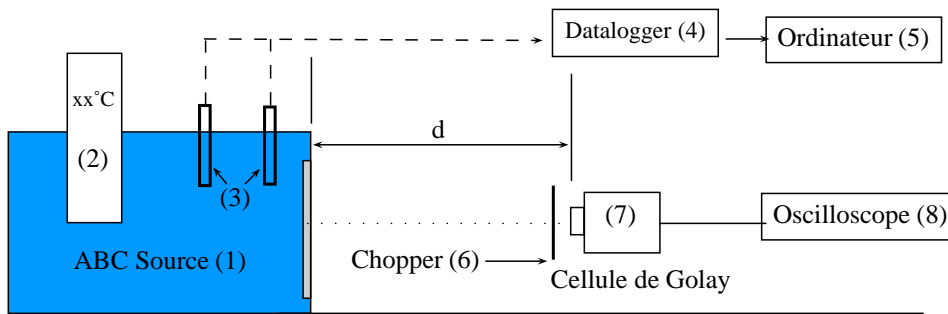 Datalogger (4)
Ordinateur (5)
xx°C
(2)
(3)
d
(7)
Oscilloscope (8)
ABC Source (1)
Chopper (6)
Cellule de Golay